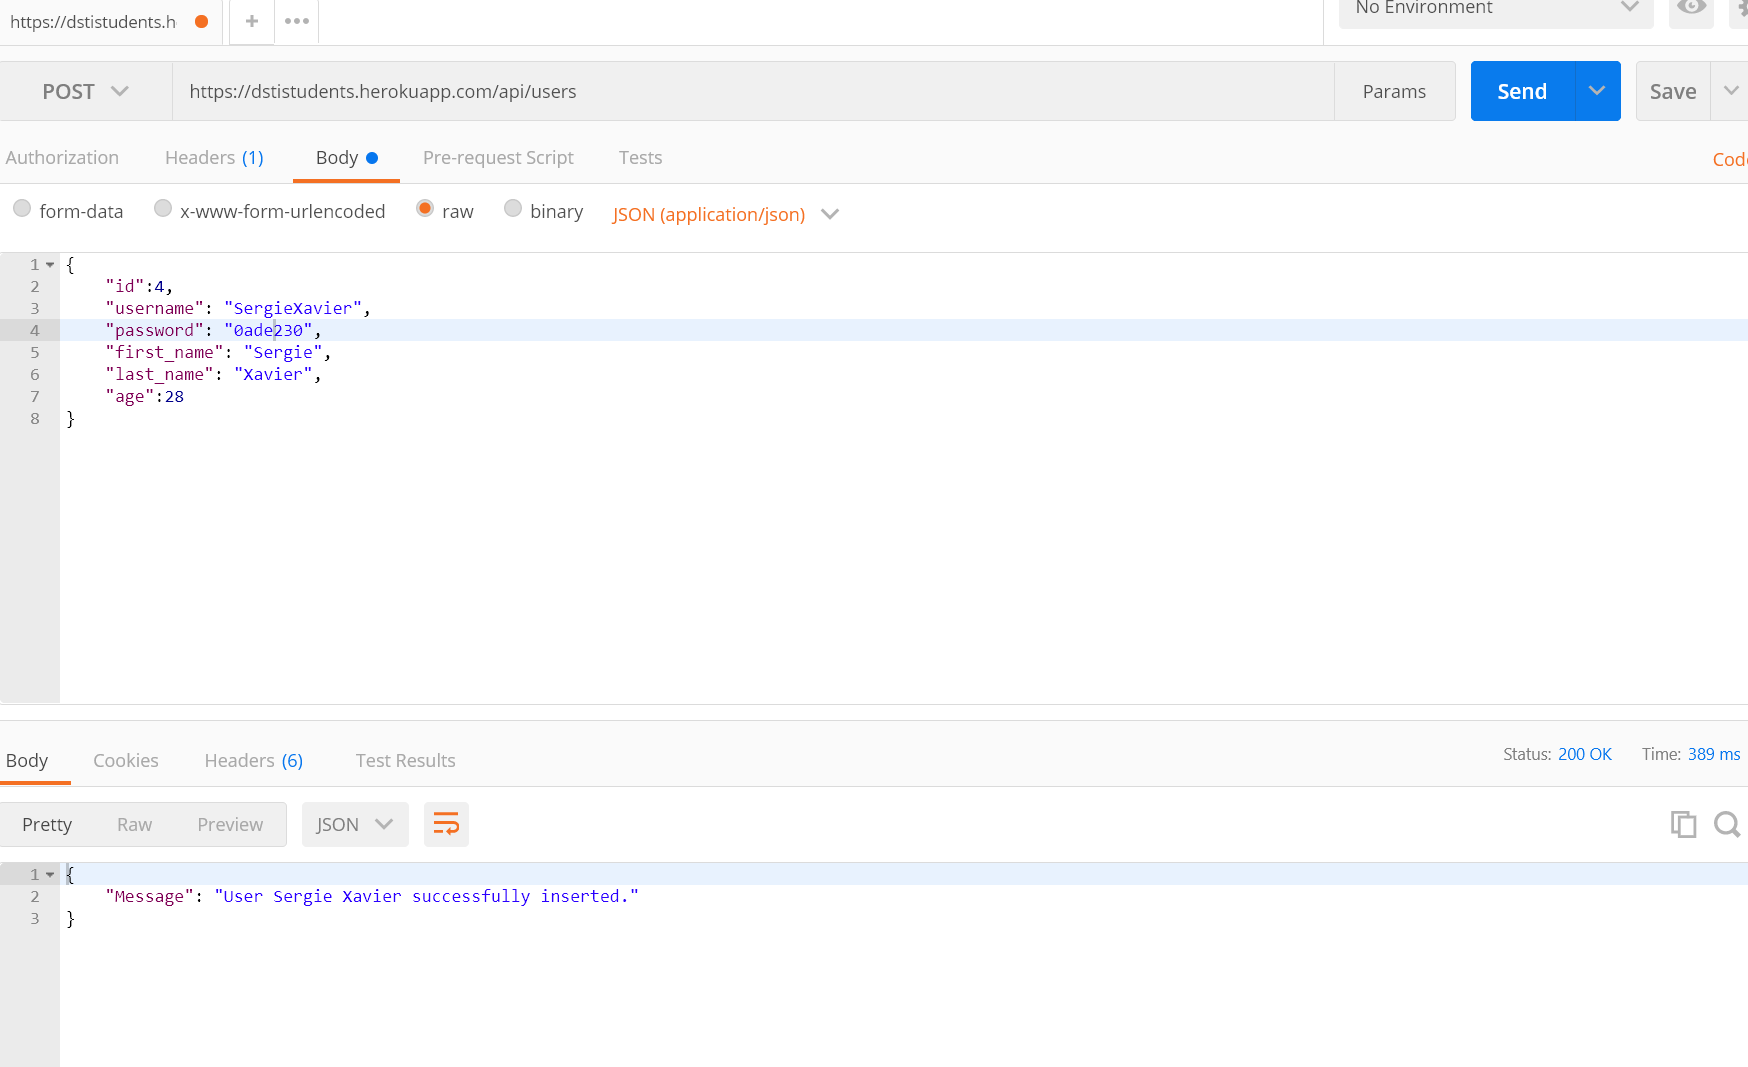 https://dstistudents.h
+ •••
No Environment
POST https://dstistudents.herokuapp.com/api/users Params Send Save
Authorization Headers (1) Body Pre-request Script Tests Cod
form-data x-www-form-urlencoded raw binary JSON (application/json)
1 {
2 "id":4,
3 "username": "SergieXavier",
4 "password": "0ade230",
5 "first_name": "Sergie",
6 "last_name": "Xavier",
7 "age":28
8 }
Body Cookies Headers (6) Test Results Status: 200 OK Time: 389 ms
Pretty Raw Preview JSON
1 {
2 "Message": "User Sergie Xavier successfully inserted."
3 }